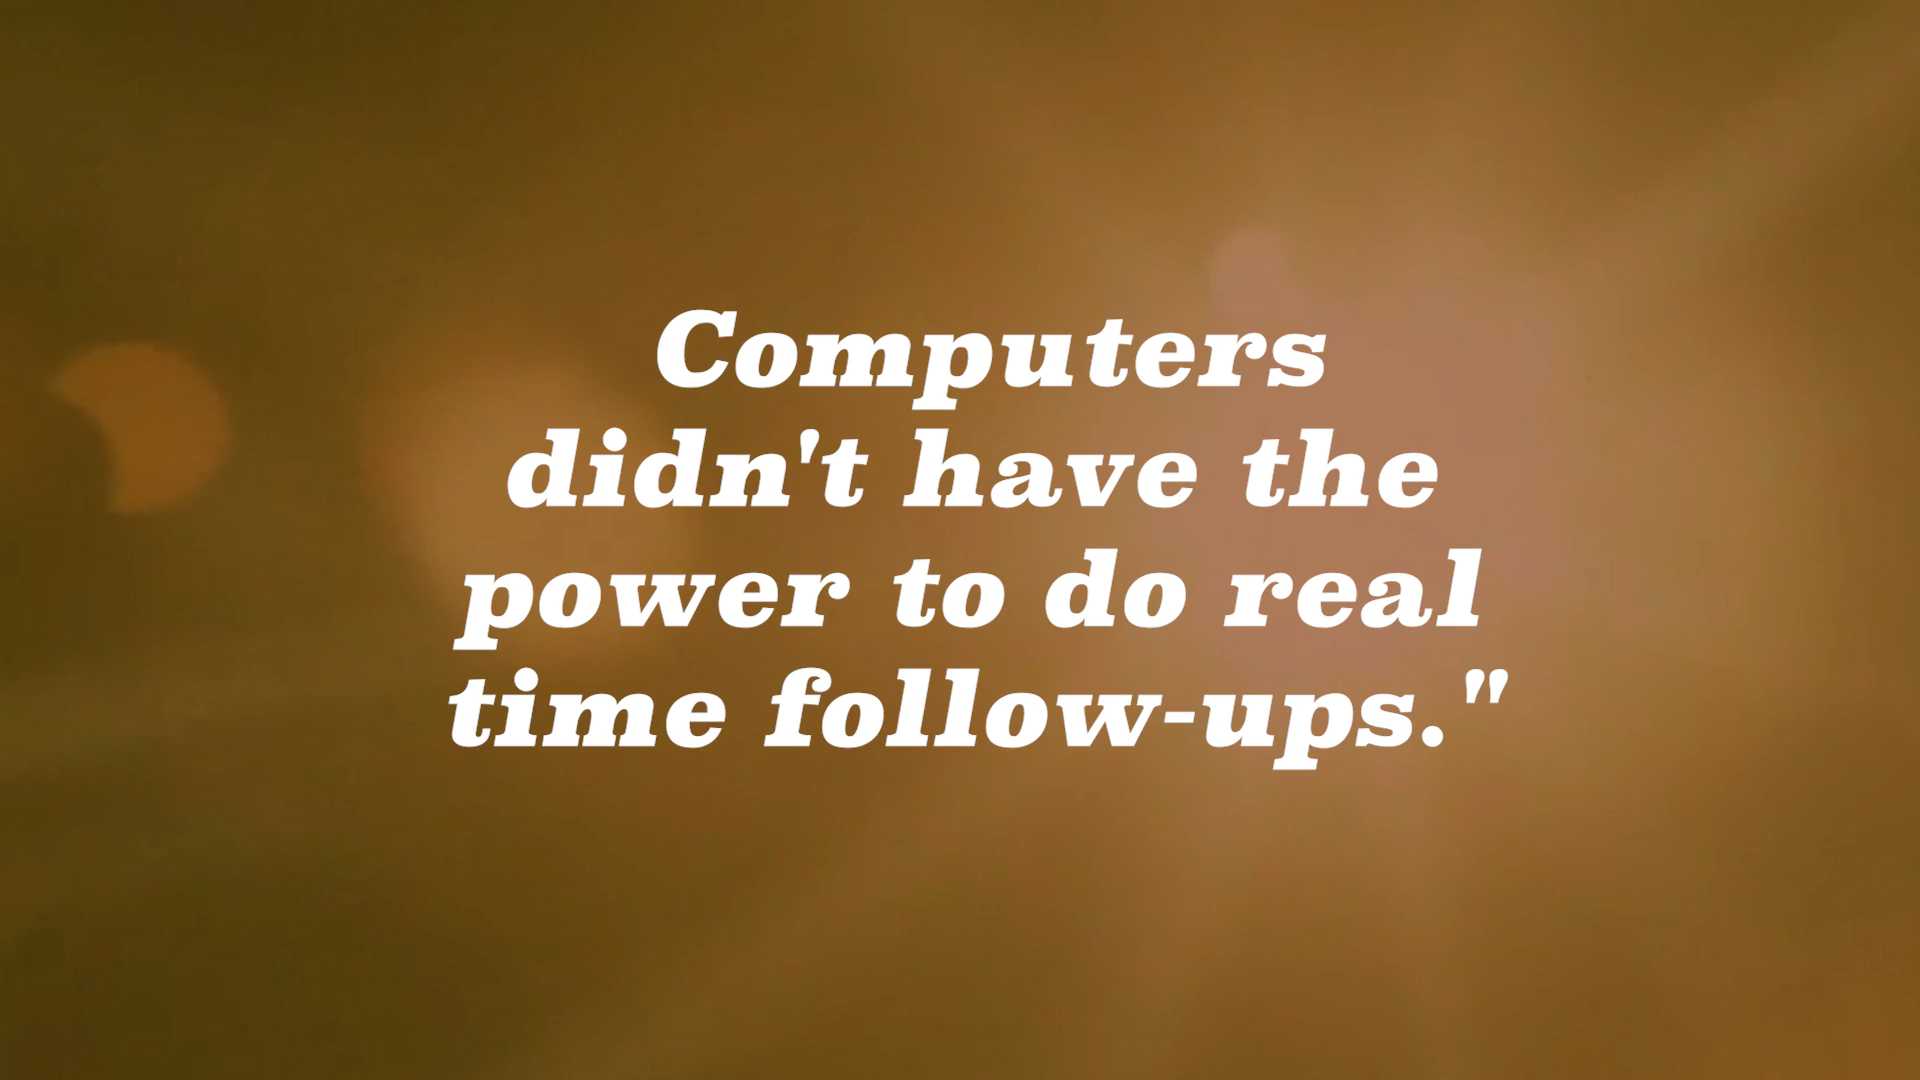 Computers
didn't have the
power to do real
time follow-ups."